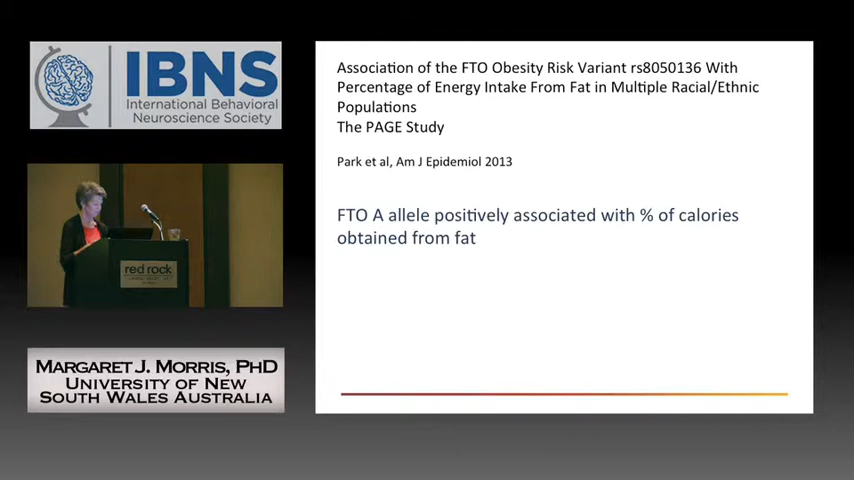 IBNS
International Behavioral
Neuroscience Society
red rock
MARGARET J. MORRIS, PHD
UNIVERSITY OF NEW
SOUTH WALES AUSTRALIA
Association of the FTO Obesity Risk Variant rs8050136 With
Percentage of Energy Intake From Fat in Multiple Racial/Ethnic
Populations
The PAGE Study
Park et al, Am J Epidemiol 2013
FTO A allele positively associated with % of calories
obtained from fat